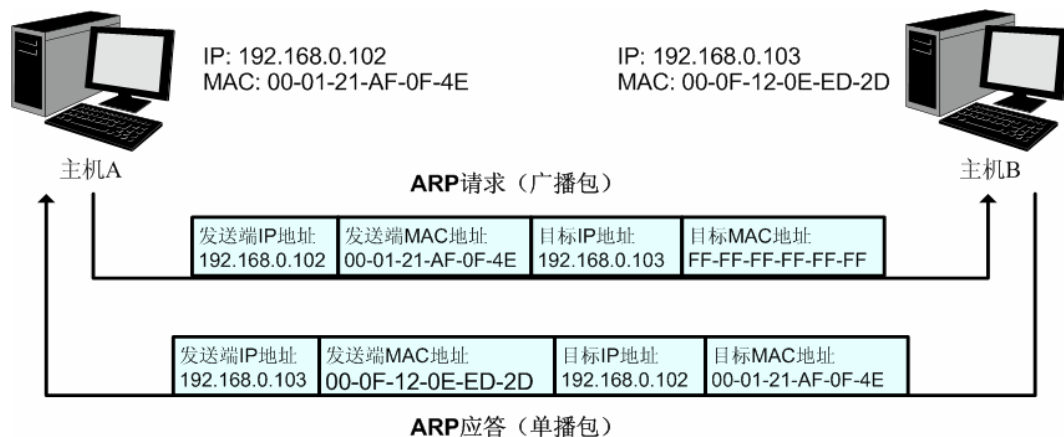 IP: 192.168.0.102
MAC: 00-01-21-AF-0F-4E
IP: 192.168.0.103
MAC: 00-0F-12-0E-ED-2D
主机A
主机B
ARP请求（广播包）
发送端IP地址
192.168.0.102
发送端MAC地址
00-01-21-AF-0F-4E
目标IP地址
192.168.0.103
目标MAC地址
FF-FF-FF-FF-FF-FF
发送端IP地址
192.168.0.103
发送端MAC地址
00-0F-12-0E-ED-2D
目标IP地址
192.168.0.102
目标MAC地址
00-01-21-AF-0F-4E
ARP应答（单播包）